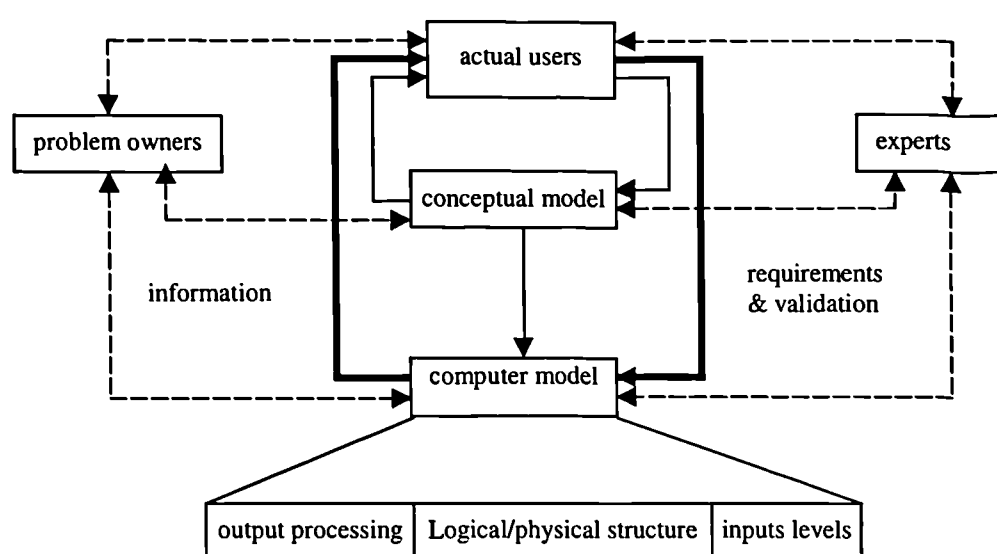 actual users
problem owners
experts
conceptual model
information
requirements
& validation
computer model
output processing
Logical/physical structure
inputs levels